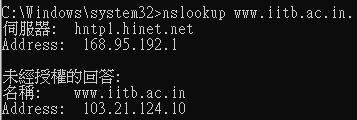 C:\Windows\system32>nslookup www.iitb.ac.in.
伺服器:  hntp1.hinet.net
Address:  168.95.192.1
未經授權的回答:
名稱:    www.iitb.ac.in
Address:  103.21.124.10